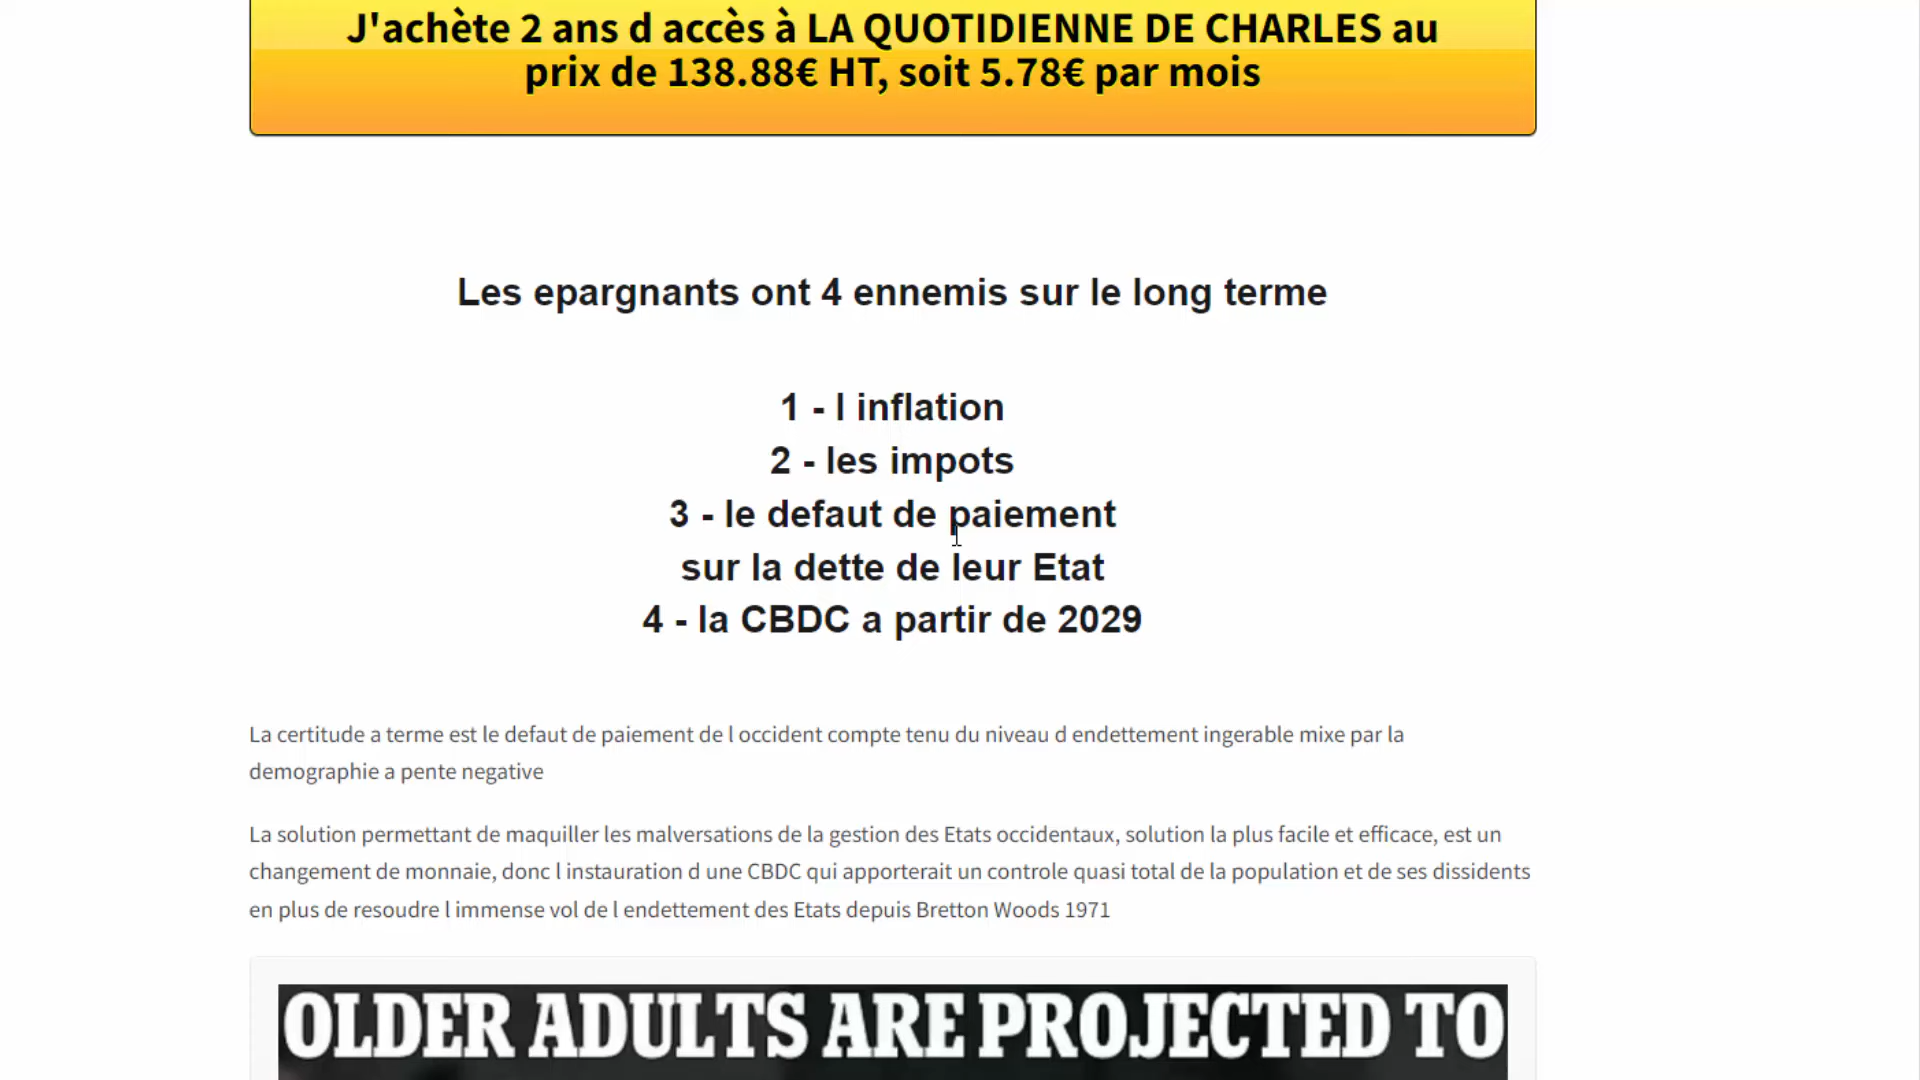 J'achète 2 ans d accès à LA QUOTIDIENNE DE CHARLES au
prix de 138.88€ HT, soit 5.78€ par mois
Les epargnants ont 4 ennemis sur le long terme
1 - l inflation
2 - les impots
3 - le defaut de paiement
sur la dette de leur Etat
4 - la CBDC a partir de 2029
La certitude a terme est le defaut de paiement de l occident compte tenu du niveau d endettement ingerable mixe par la
demographie a pente negative
La solution permettant de maquiller les malversations de la gestion des Etats occidentaux, solution la plus facile et efficace, est un
changement de monnaie, donc l instauration d une CBDC qui apporterait un controle quasi total de la population et de ses dissidents
en plus de resoudre l immense vol de l endettement des Etats depuis Bretton Woods 1971
OLDER ADULTS ARE PROJECTED TO